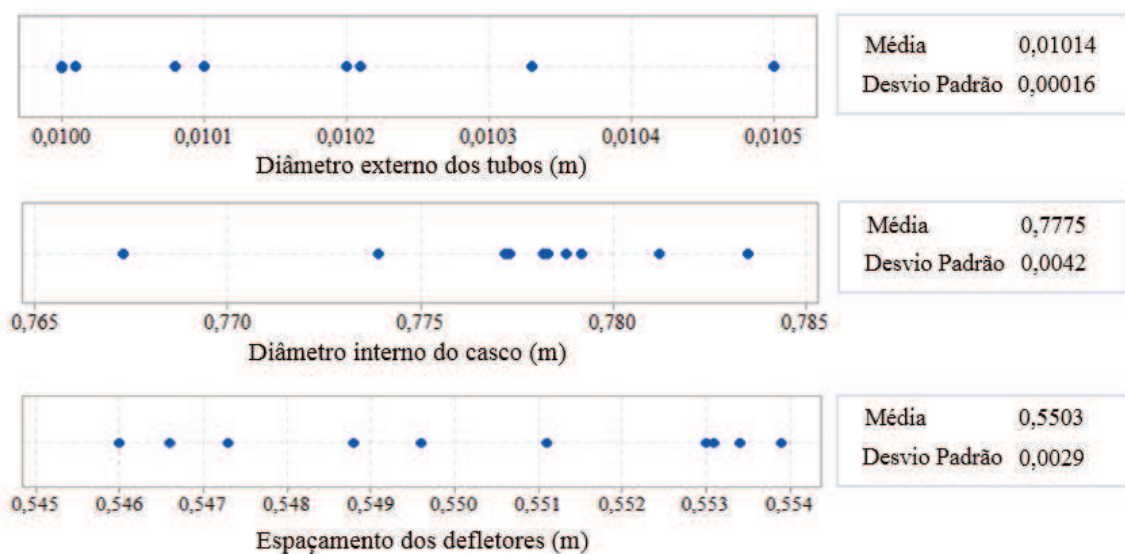 Média 0,01014
Desvio Padrão 0,00016
0,0100 0,0101 0,0102 0,0103 0,0104 0,0105
Diâmetro externo dos tubos (m)
Média 0,7775
Desvio Padrão 0,0042
0,765 0,770 0,775 0,780 0,785
Diâmetro interno do casco (m)
Média 0,5503
Desvio Padrão 0,0029
0,545 0,546 0,547 0,548 0,549 0,550 0,551 0,552 0,553 0,554
Espaçamento dos defletores (m)